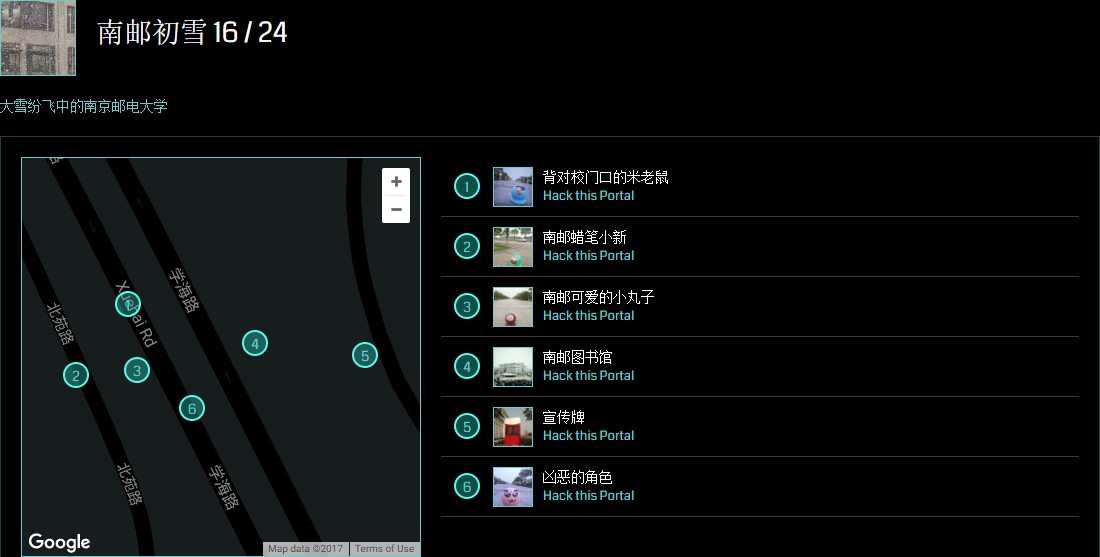 南邮初雪 16 / 24
大雪纷飞中的南京邮电大学
路
学海路
Xuehai Rd
北苑路
4
5
3
2
6
北苑路
学海路
+
−
Google
Map data ©2017
Terms of Use
1
背对校门口的米老鼠
Hack this Portal
2
南邮蜡笔小新
Hack this Portal
3
南邮可爱的小丸子
Hack this Portal
4
南邮图书馆
Hack this Portal
5
宣传牌
Hack this Portal
6
凶恶的角色
Hack this Portal